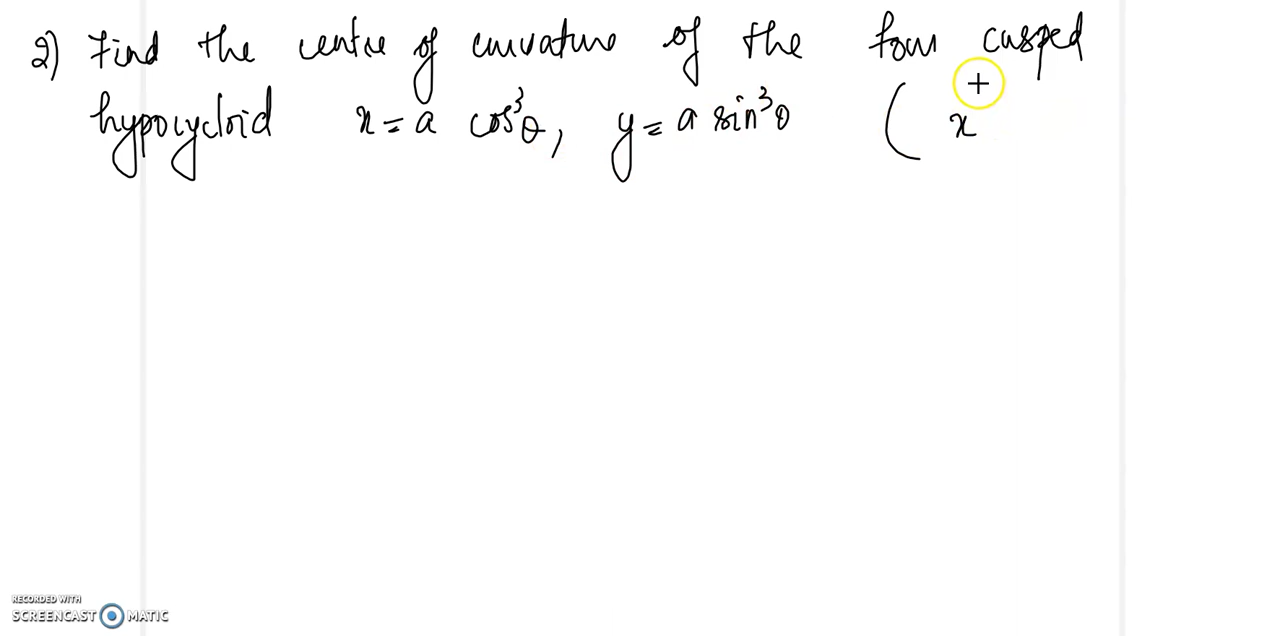 2) Find the centre of curvature of the four cusped
hypocycloid x = a cos³θ, y = a sin³θ ( x
RECORDED WITH
SCREENCAST MATIC